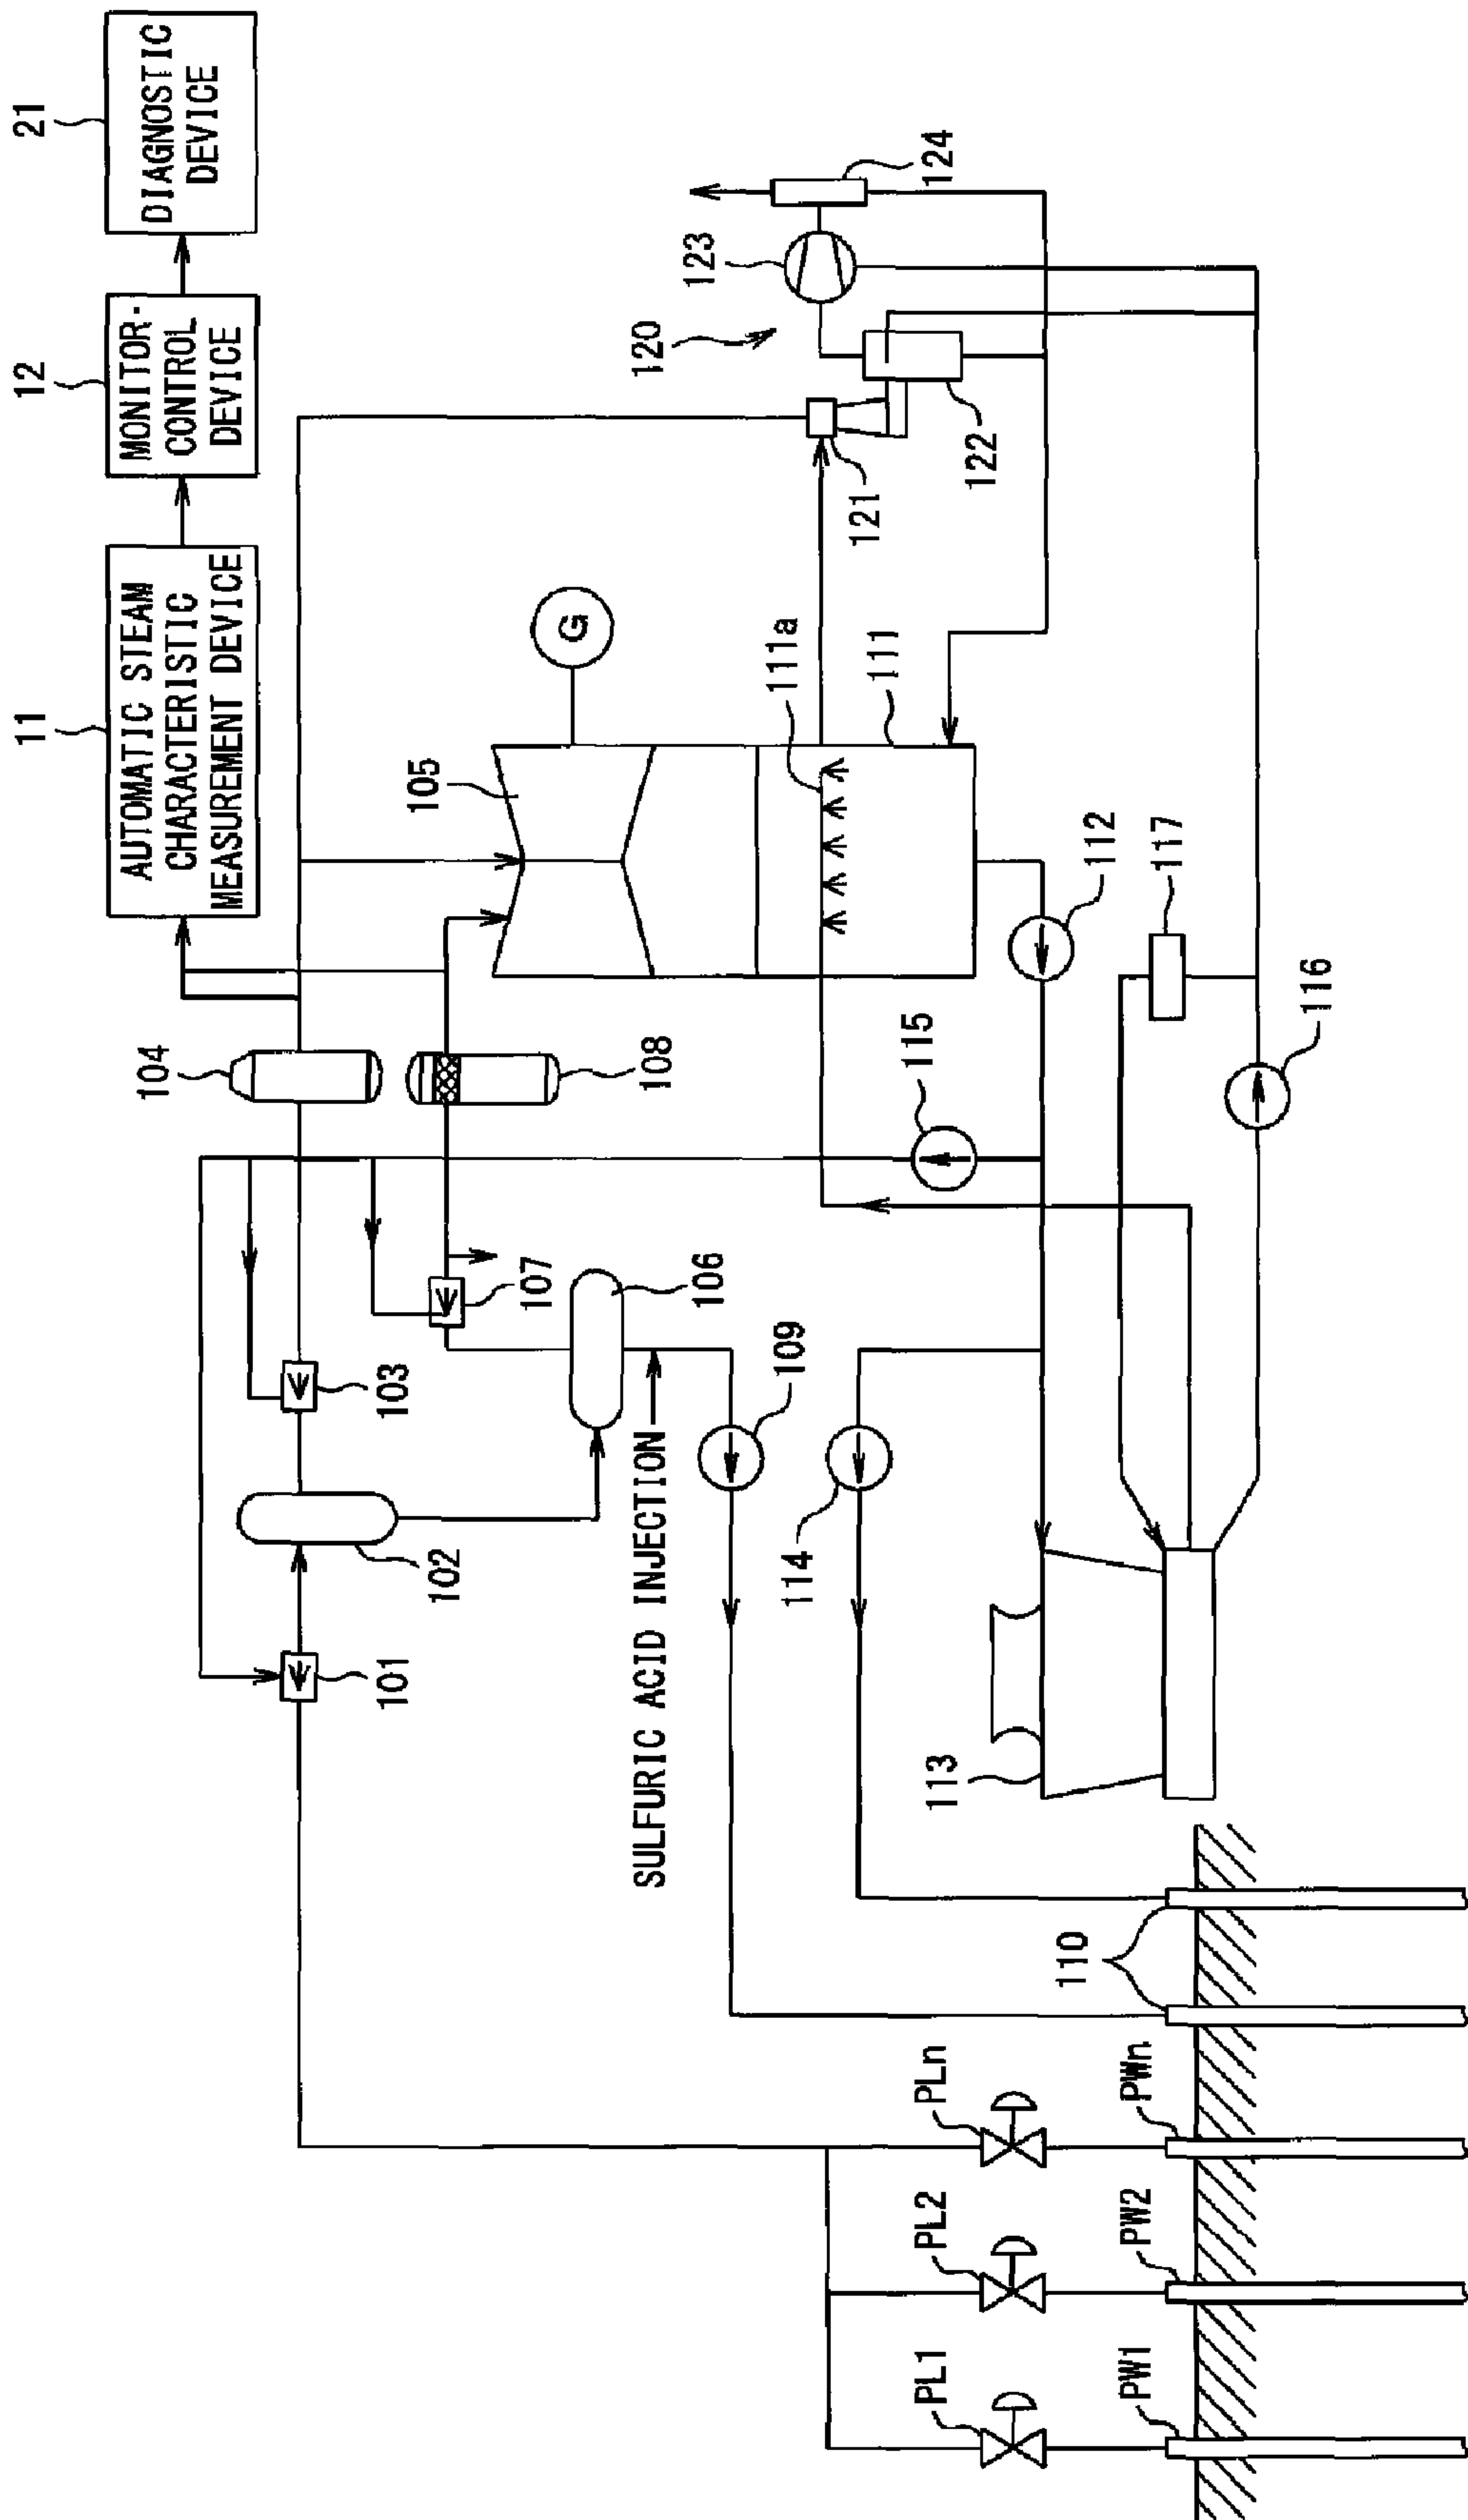 11
AUTOMATIC STEAM
CHARACTERISTIC
MEASUREMENT DEVICE
12
MONITOR·
CONTROL
DEVICE
21
DIAGNOSTIC
DEVICE
104
103
101
102
107
108
106
105
G
SULFURIC ACID INJECTION
109
114
115
111a
111
112
120
121
122
123
124
113
116
117
110
PL1
PL2
PLn
PW1
PW2
PWn